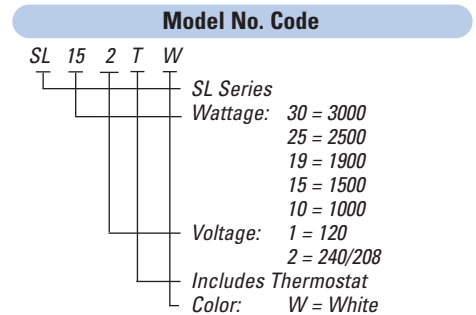 Model No. Code
SL 15 2 T W
SL Series
Wattage: 30 = 3000
25 = 2500
19 = 1900
15 = 1500
10 = 1000
Voltage: 1 = 120
2 = 240/208
Includes Thermostat
Color: W = White